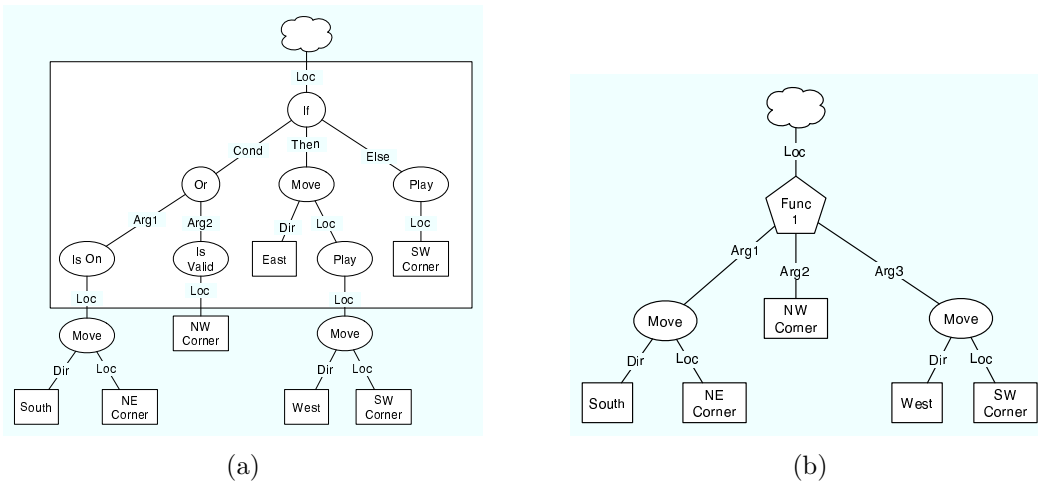 Loc
If
Cond
Then
Else
Or
Move
Play
Arg1
Arg2
Dir
Loc
Loc
Is On
Is
Valid
East
Play
SW
Corner
Loc
Loc
Loc
Move
NW
Corner
Move
Dir
Loc
Dir
Loc
South
NE
Corner
West
SW
Corner
(a)
Loc
Func
1
Arg1
Arg2
Arg3
Move
NW
Corner
Move
Dir
Loc
Dir
Loc
South
NE
Corner
West
SW
Corner
(b)